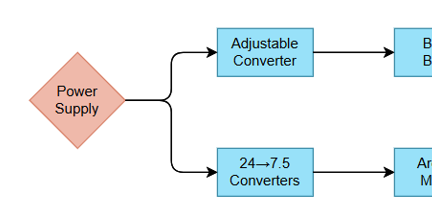 Adjustable
Converter
Power
Supply
24→7.5
Converters